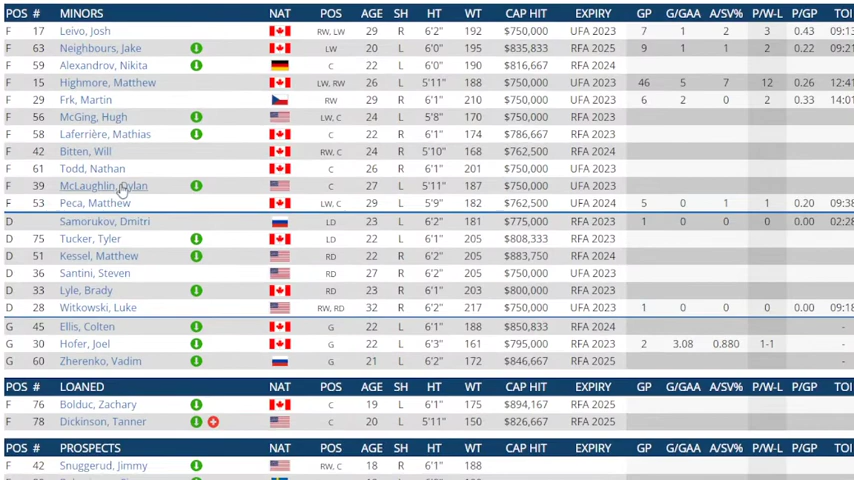 POS # MINORS NAT POS AGE SH HT WT CAP HIT EXPIRY GP G/GAA A/SV% P/W-L P/GP TOI
F 17 Leivo, Josh RW, LW 29 R 6'2" 192 $750,000 UFA 2023 7 1 2 3 0.43 09:13
F 63 Neighbours, Jake LW 20 L 6'0" 195 $835,833 RFA 2023 9 1 1 2 0.22 09:21
F 59 Alexandrov, Nikita C 22 L 6'0" 190 $816,667 RFA 2024
F 15 Highmore, Matthew LW, RW 26 L 5'11" 188 $750,000 UFA 2023 46 5 7 12 0.26 12:41
F 29 Frk, Martin RW 29 R 6'1" 210 $750,000 UFA 2023 6 2 0 2 0.33 14:01
F 56 McGing, Hugh LW, C 24 L 5'8" 170 $750,000 RFA 2023
F 58 Laferrière, Mathias C 22 R 6'1" 174 $786,667 RFA 2023
F 42 Bitten, Will RW, C 24 R 5'10" 168 $762,500 RFA 2024
F 61 Todd, Nathan C 26 R 6'1" 201 $750,000 UFA 2023
F 39 McLaughlin, Dylan C 27 L 5'11" 187 $750,000 RFA 2023
F 53 Peca, Matthew LW, C 29 L 5'9" 182 $762,500 UFA 2024 5 0 1 1 0.20 09:38
D Samorukov, Dmitri LD 23 L 6'2" 181 $775,000 RFA 2023 1 0 0 0 0.00 02:28
D 75 Tucker, Tyler LD 22 L 6'1" 205 $808,333 RFA 2023
D 51 Kessel, Matthew RD 22 R 6'2" 205 $883,750 RFA 2024
D 36 Santini, Steven RD 27 R 6'2" 205 $750,000 UFA 2023
D 33 Lyle, Brady RD 23 R 6'1" 203 $800,000 RFA 2023
D 28 Witkowski, Luke RW, RD 32 R 6'2" 217 $750,000 UFA 2023 1 0 0 0 0.00 09:18
G 45 Ellis, Colten G 22 L 6'1" 188 $850,833 RFA 2024 -
G 30 Hofer, Joel G 22 L 6'3" 161 $795,000 RFA 2023 2 3.08 0.880 1-1 -
G 60 Zherenko, Vadim G 21 L 6'2" 172 $846,667 RFA 2025 -
POS # LOANED NAT POS AGE SH HT WT CAP HIT EXPIRY GP G/GAA A/SV% P/W-L P/GP TOI
F 76 Bolduc, Zachary C 19 L 6'1" 175 $894,167 RFA 2025
F 78 Dickinson, Tanner C 20 L 5'11" 150 $826,667 RFA 2025
POS # PROSPECTS NAT POS AGE SH HT WT CAP HIT EXPIRY GP G/GAA A/SV% P/W-L P/GP TOI
F 42 Snuggerud, Jimmy RW, C 18 R 6'1" 188